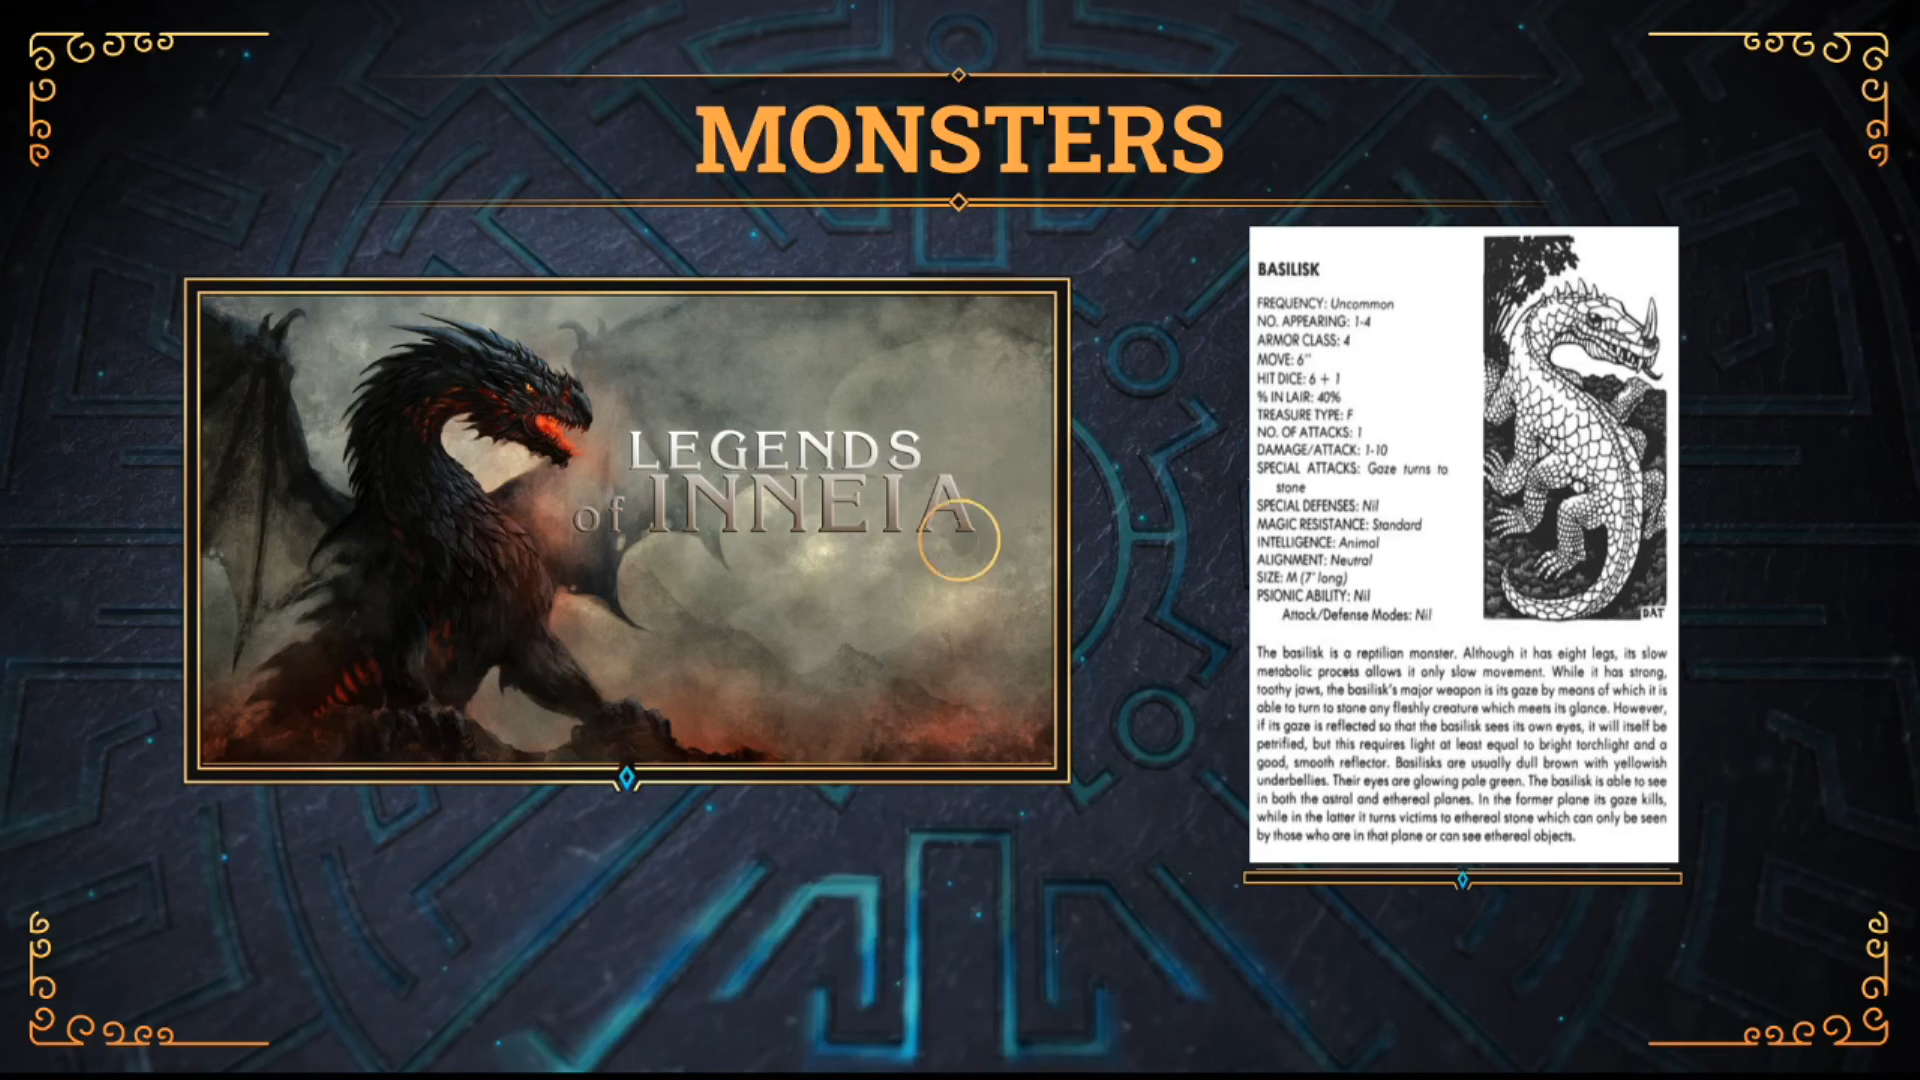 MONSTERS
LEGENDS
of INNEIA
BASILISK
FREQUENCY: Uncommon
NO. APPEARING: 1-4
ARMOR CLASS: 4
MOVE: 6"
HIT DICE: 6 + 1
% IN LAIR: 40%
TREASURE TYPE: F
NO. OF ATTACKS: 1
DAMAGE/ATTACK: 1-10
SPECIAL ATTACKS: Gaze turns to
stone
SPECIAL DEFENSES: Nil
MAGIC RESISTANCE: Standard
INTELLIGENCE: Animal
ALIGNMENT: Neutral
SIZE: M (7' long)
PSIONIC ABILITY: Nil
Attack/Defense Modes: Nil
DAT
The basilisk is a reptilian monster. Although it has eight legs, its slow
metabolic process allows it only slow movement. While it has strong,
toothy jaws, the basilisk's major weapon is its gaze by means of which it is
able to turn to stone any fleshly creature which meets its glance. However,
if its gaze is reflected so that the basilisk sees its own eyes, it will itself be
petrified, but this requires light at least equal to bright torchlight and a
good, smooth reflector. Basilisks are usually dull brown with yellowish
underbellies. Their eyes are glowing pale green. The basilisk is able to see
in both the astral and ethereal planes. In the former plane its gaze kills,
while in the latter it turns victims to ethereal stone which can only be seen
by those who are in that plane or can see ethereal objects.